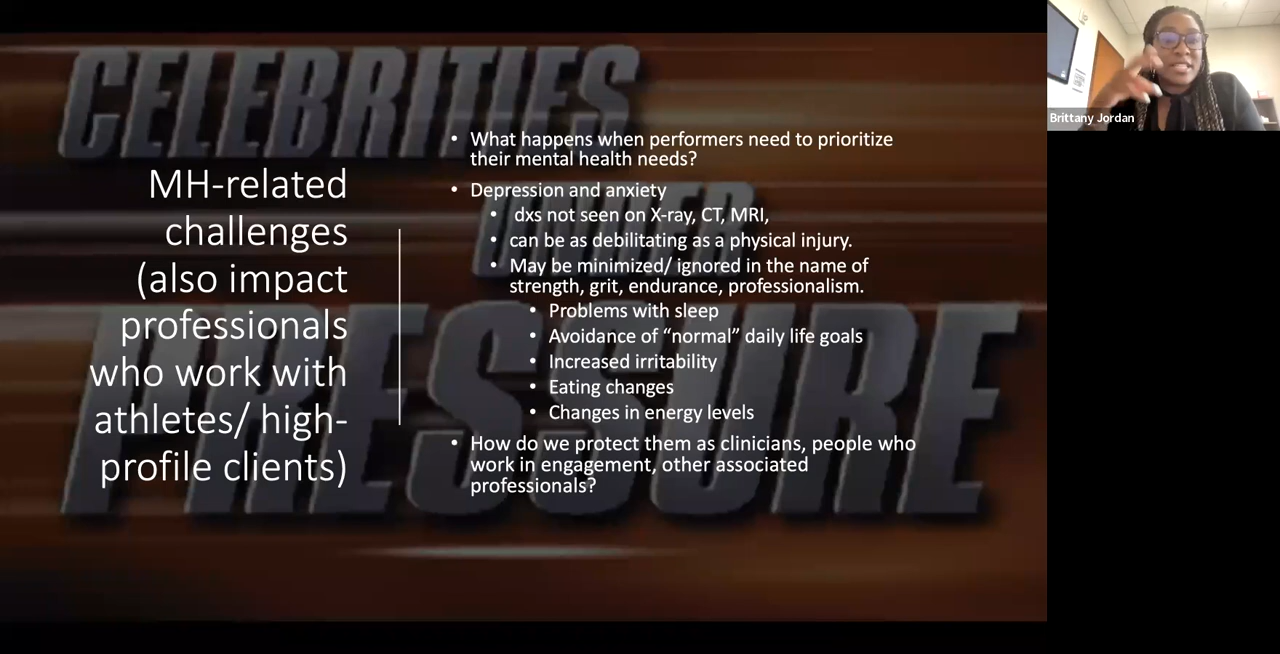 CELEBRITIES
UNDER
PRESSURE
MH-related
challenges
(also impact
professionals
who work with
athletes/ high-
profile clients)
• What happens when performers need to prioritize
their mental health needs?
• Depression and anxiety
• dxs not seen on X-ray, CT, MRI,
• can be as debilitating as a physical injury.
• May be minimized/ ignored in the name of
strength, grit, endurance, professionalism.
• Problems with sleep
• Avoidance of “normal” daily life goals
• Increased irritability
• Eating changes
• Changes in energy levels
• How do we protect them as clinicians, people who
work in engagement, other associated
professionals?
Brittany Jordan